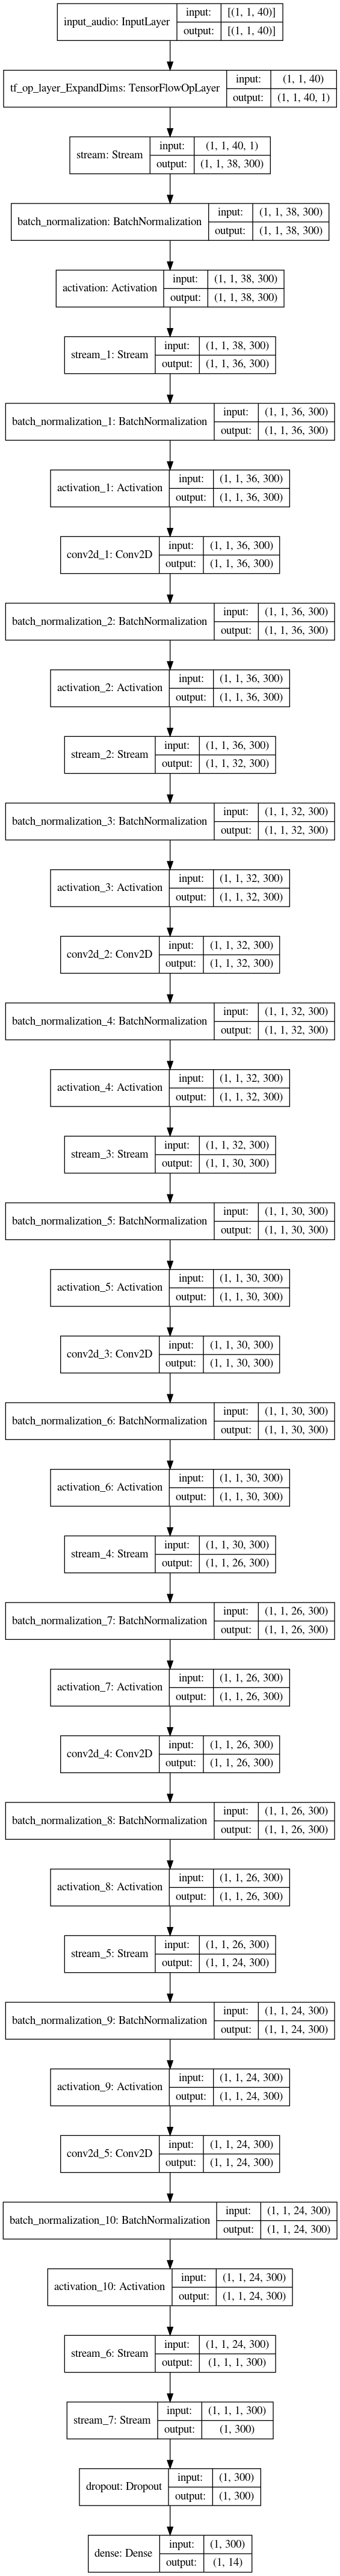 input_audio: InputLayer
input: [(1, 1, 40)]
output: [(1, 1, 40)]
tf_op_layer_ExpandDims: TensorFlowOpLayer
input: (1, 1, 40)
output: (1, 1, 40, 1)
stream: Stream
input: (1, 1, 40, 1)
output: (1, 1, 38, 300)
batch_normalization: BatchNormalization
input: (1, 1, 38, 300)
output: (1, 1, 38, 300)
activation: Activation
input: (1, 1, 38, 300)
output: (1, 1, 38, 300)
stream_1: Stream
input: (1, 1, 38, 300)
output: (1, 1, 36, 300)
batch_normalization_1: BatchNormalization
input: (1, 1, 36, 300)
output: (1, 1, 36, 300)
activation_1: Activation
input: (1, 1, 36, 300)
output: (1, 1, 36, 300)
conv2d_1: Conv2D
input: (1, 1, 36, 300)
output: (1, 1, 36, 300)
batch_normalization_2: BatchNormalization
input: (1, 1, 36, 300)
output: (1, 1, 36, 300)
activation_2: Activation
input: (1, 1, 36, 300)
output: (1, 1, 36, 300)
stream_2: Stream
input: (1, 1, 36, 300)
output: (1, 1, 32, 300)
batch_normalization_3: BatchNormalization
input: (1, 1, 32, 300)
output: (1, 1, 32, 300)
activation_3: Activation
input: (1, 1, 32, 300)
output: (1, 1, 32, 300)
conv2d_2: Conv2D
input: (1, 1, 32, 300)
output: (1, 1, 32, 300)
batch_normalization_4: BatchNormalization
input: (1, 1, 32, 300)
output: (1, 1, 32, 300)
activation_4: Activation
input: (1, 1, 32, 300)
output: (1, 1, 32, 300)
stream_3: Stream
input: (1, 1, 32, 300)
output: (1, 1, 30, 300)
batch_normalization_5: BatchNormalization
input: (1, 1, 30, 300)
output: (1, 1, 30, 300)
activation_5: Activation
input: (1, 1, 30, 300)
output: (1, 1, 30, 300)
conv2d_3: Conv2D
input: (1, 1, 30, 300)
output: (1, 1, 30, 300)
batch_normalization_6: BatchNormalization
input: (1, 1, 30, 300)
output: (1, 1, 30, 300)
activation_6: Activation
input: (1, 1, 30, 300)
output: (1, 1, 30, 300)
stream_4: Stream
input: (1, 1, 30, 300)
output: (1, 1, 26, 300)
batch_normalization_7: BatchNormalization
input: (1, 1, 26, 300)
output: (1, 1, 26, 300)
activation_7: Activation
input: (1, 1, 26, 300)
output: (1, 1, 26, 300)
conv2d_4: Conv2D
input: (1, 1, 26, 300)
output: (1, 1, 26, 300)
batch_normalization_8: BatchNormalization
input: (1, 1, 26, 300)
output: (1, 1, 26, 300)
activation_8: Activation
input: (1, 1, 26, 300)
output: (1, 1, 26, 300)
stream_5: Stream
input: (1, 1, 26, 300)
output: (1, 1, 24, 300)
batch_normalization_9: BatchNormalization
input: (1, 1, 24, 300)
output: (1, 1, 24, 300)
activation_9: Activation
input: (1, 1, 24, 300)
output: (1, 1, 24, 300)
conv2d_5: Conv2D
input: (1, 1, 24, 300)
output: (1, 1, 24, 300)
batch_normalization_10: BatchNormalization
input: (1, 1, 24, 300)
output: (1, 1, 24, 300)
activation_10: Activation
input: (1, 1, 24, 300)
output: (1, 1, 24, 300)
stream_6: Stream
input: (1, 1, 24, 300)
output: (1, 1, 1, 300)
stream_7: Stream
input: (1, 1, 1, 300)
output: (1, 300)
dropout: Dropout
input: (1, 300)
output: (1, 300)
dense: Dense
input: (1, 300)
output: (1, 14)